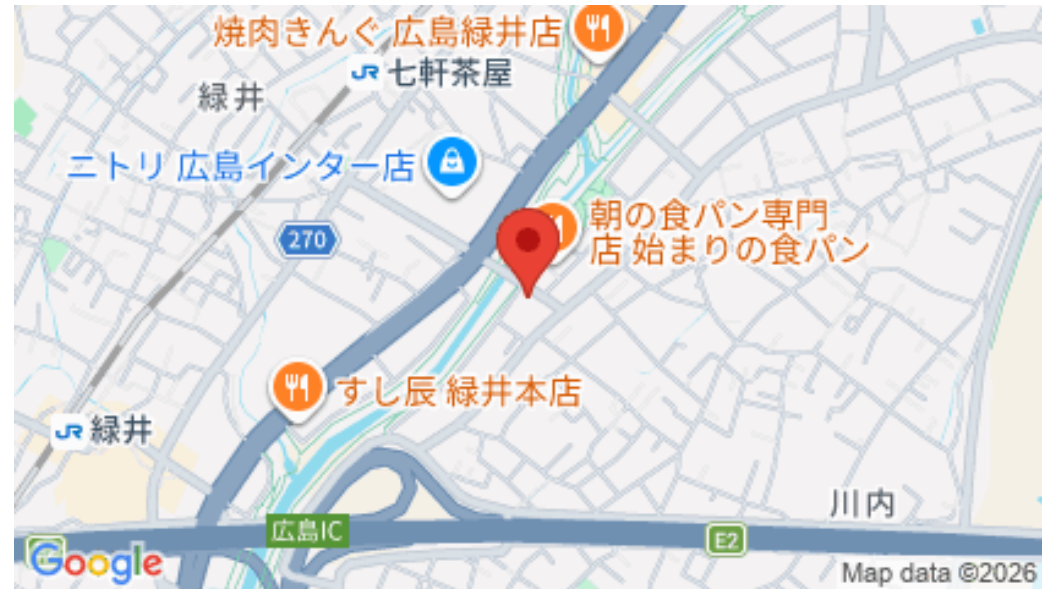 焼肉きんぐ 広島緑井店
JR 七軒茶屋
緑井
ニトリ 広島インター店
朝の食パン専門
店 始まりの食パン
270
すし辰 緑井本店
JR 緑井
川内
広島IC
E2
Google
Map data ©2026